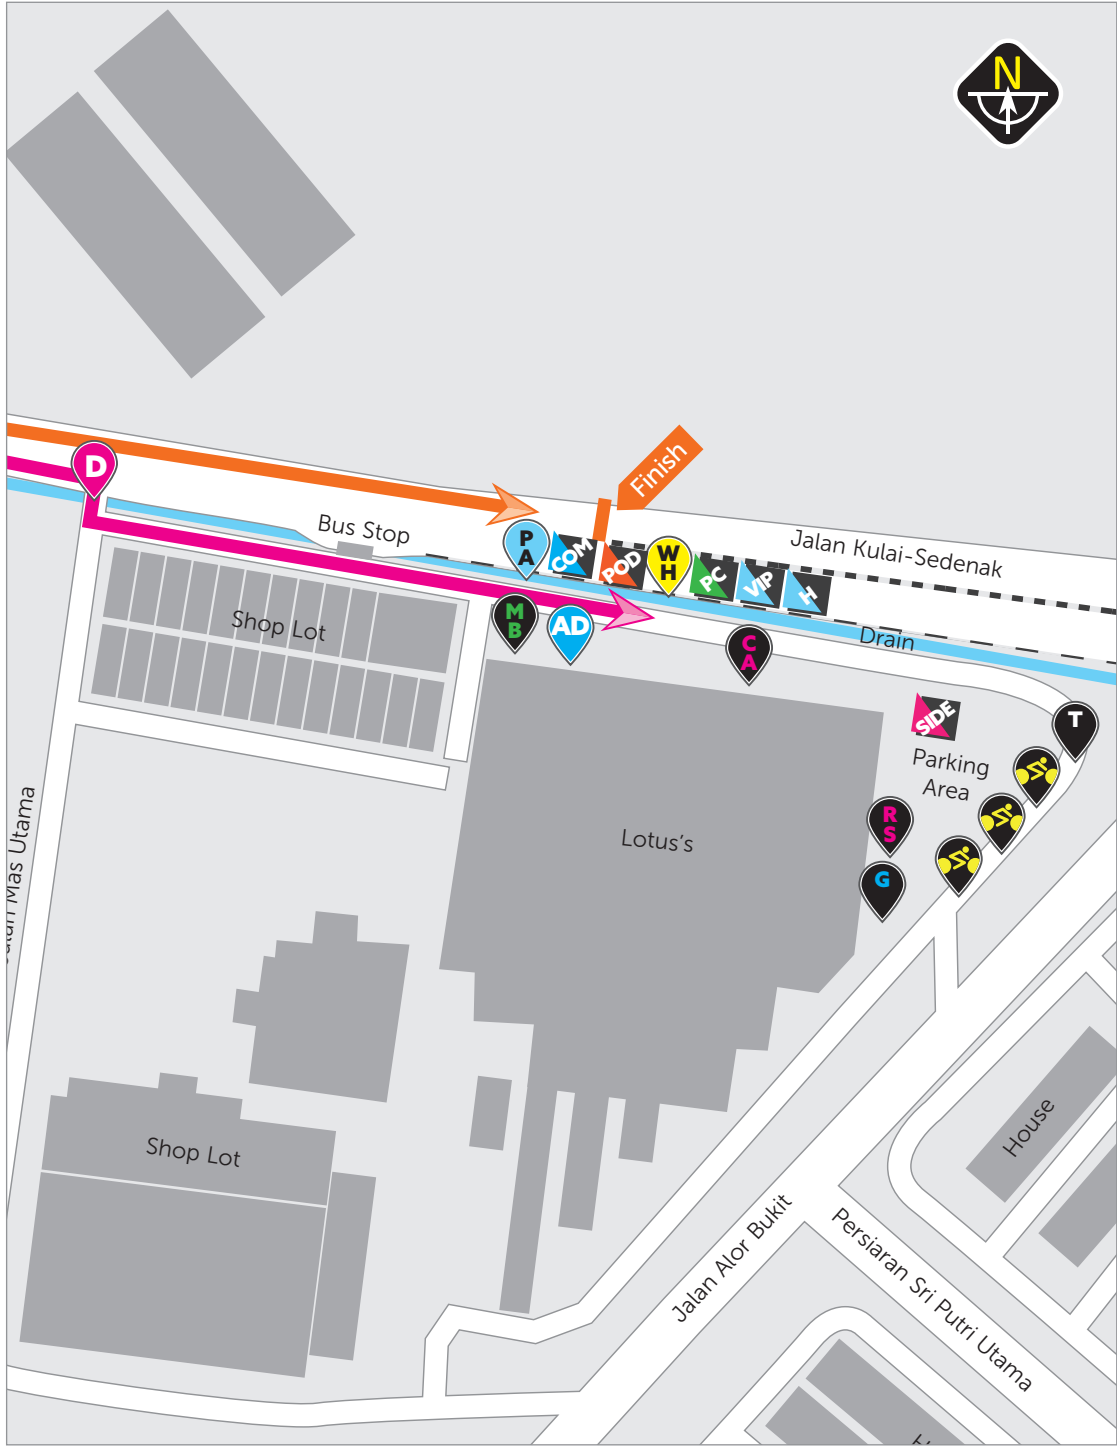 N
D
Finish
Bus Stop
P
A
COM
POD
W
H
PC
VIP
H
Jalan Kulai-Sedenak
M
B
AD
C
A
Drain
Shop Lot
SIDE
T
Parking
Area
R
S
G
Lotus's
Mas Utama
House
Shop Lot
Jalan Alor Bukit
Persiaran Sri Putri Utama